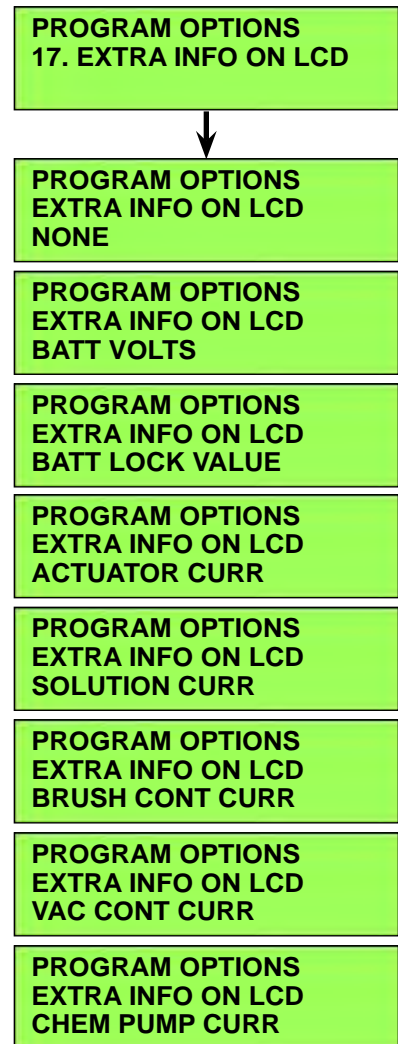 PROGRAM OPTIONS
17. EXTRA INFO ON LCD
PROGRAM OPTIONS
EXTRA INFO ON LCD
NONE
PROGRAM OPTIONS
EXTRA INFO ON LCD
BATT VOLTS
PROGRAM OPTIONS
EXTRA INFO ON LCD
BATT LOCK VALUE
PROGRAM OPTIONS
EXTRA INFO ON LCD
ACTUATOR CURR
PROGRAM OPTIONS
EXTRA INFO ON LCD
SOLUTION CURR
PROGRAM OPTIONS
EXTRA INFO ON LCD
BRUSH CONT CURR
PROGRAM OPTIONS
EXTRA INFO ON LCD
VAC CONT CURR
PROGRAM OPTIONS
EXTRA INFO ON LCD
CHEM PUMP CURR